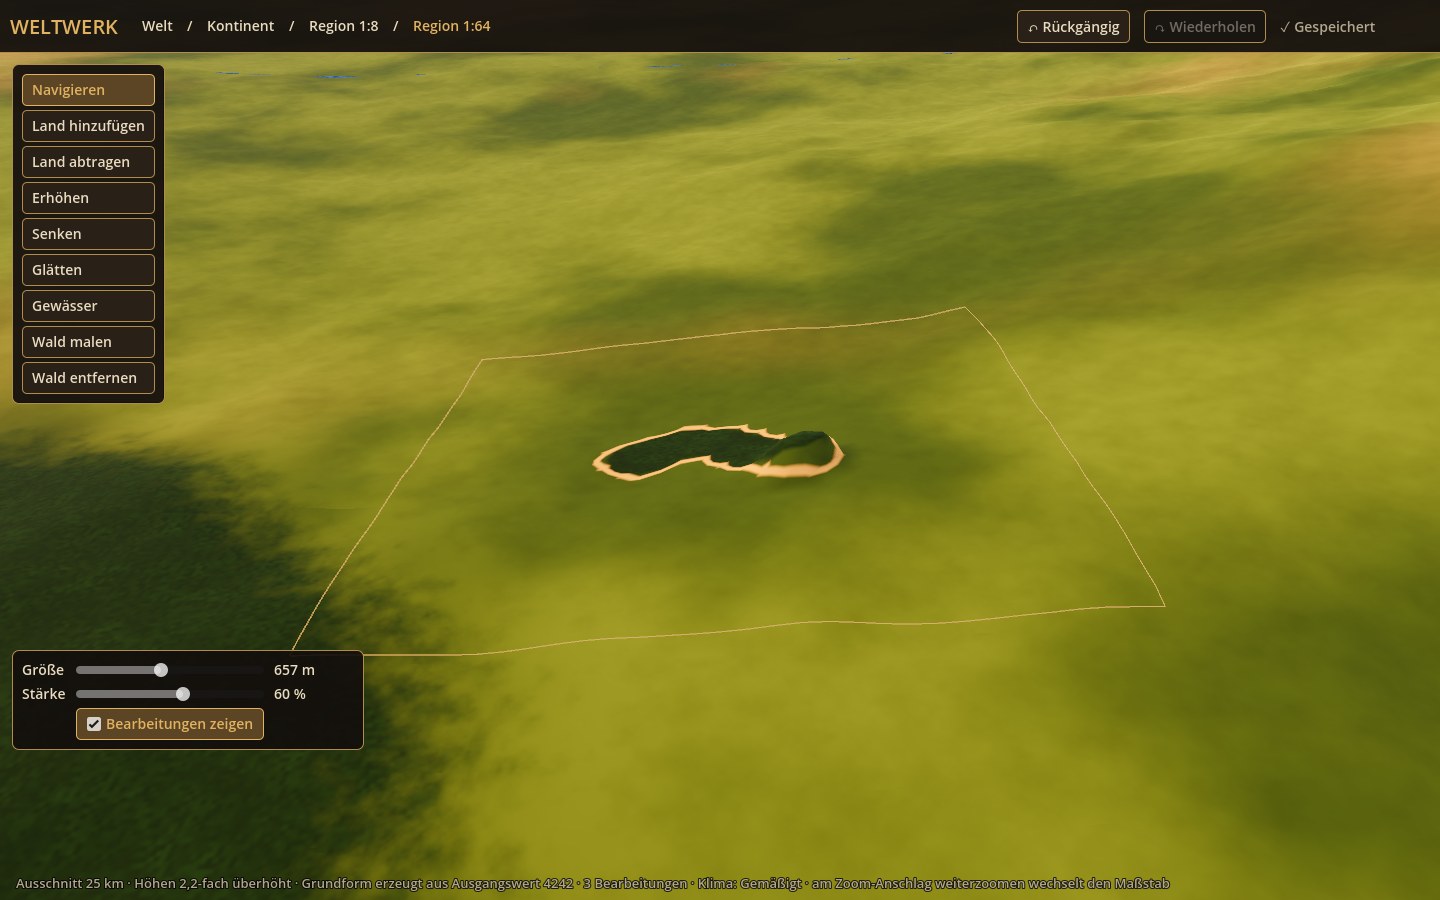 WELTWERK Welt / Kontinent / Region 1:8 / Region 1:64 Rückgängig Wiederholen ✓ Gespeichert
Navigieren
Land hinzufügen
Land abtragen
Erhöhen
Senken
Glätten
Gewässer
Wald malen
Wald entfernen
Größe 657 m
Stärke 60 %
Bearbeitungen zeigen
Ausschnitt 25 km · Höhen 2,2-fach überhöht · Grundform erzeugt aus Ausgangswert 4242 · 3 Bearbeitungen · Klima: Gemäßigt · am Zoom-Anschlag weiterzoomen wechselt den Maßstab